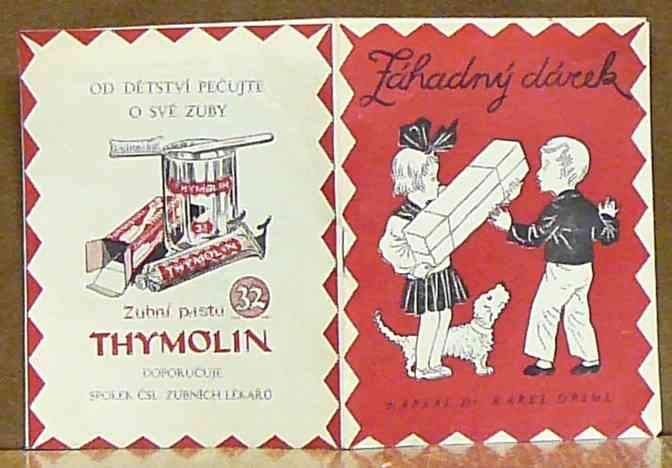 OD DĚTSTVÍ PEČUJTE
O SVÉ ZUBY
THYMOLIN
32
THYMOLIN
Zubní pastu 32
THYMOLIN
DOPORUČUJE
SPOLEK ČSL. ZUBNÍCH LÉKAŘŮ
Záhadný dárek
NAPSAL Dr KAREL DRIML